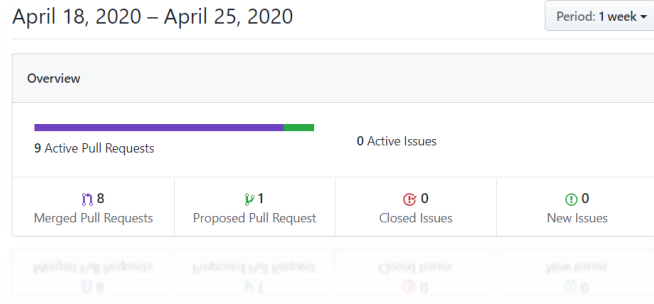 April 18, 2020 – April 25, 2020
Period: 1 week
Overview
9 Active Pull Requests
0 Active Issues
8
Merged Pull Requests
1
Proposed Pull Request
0
Closed Issues
0
New Issues